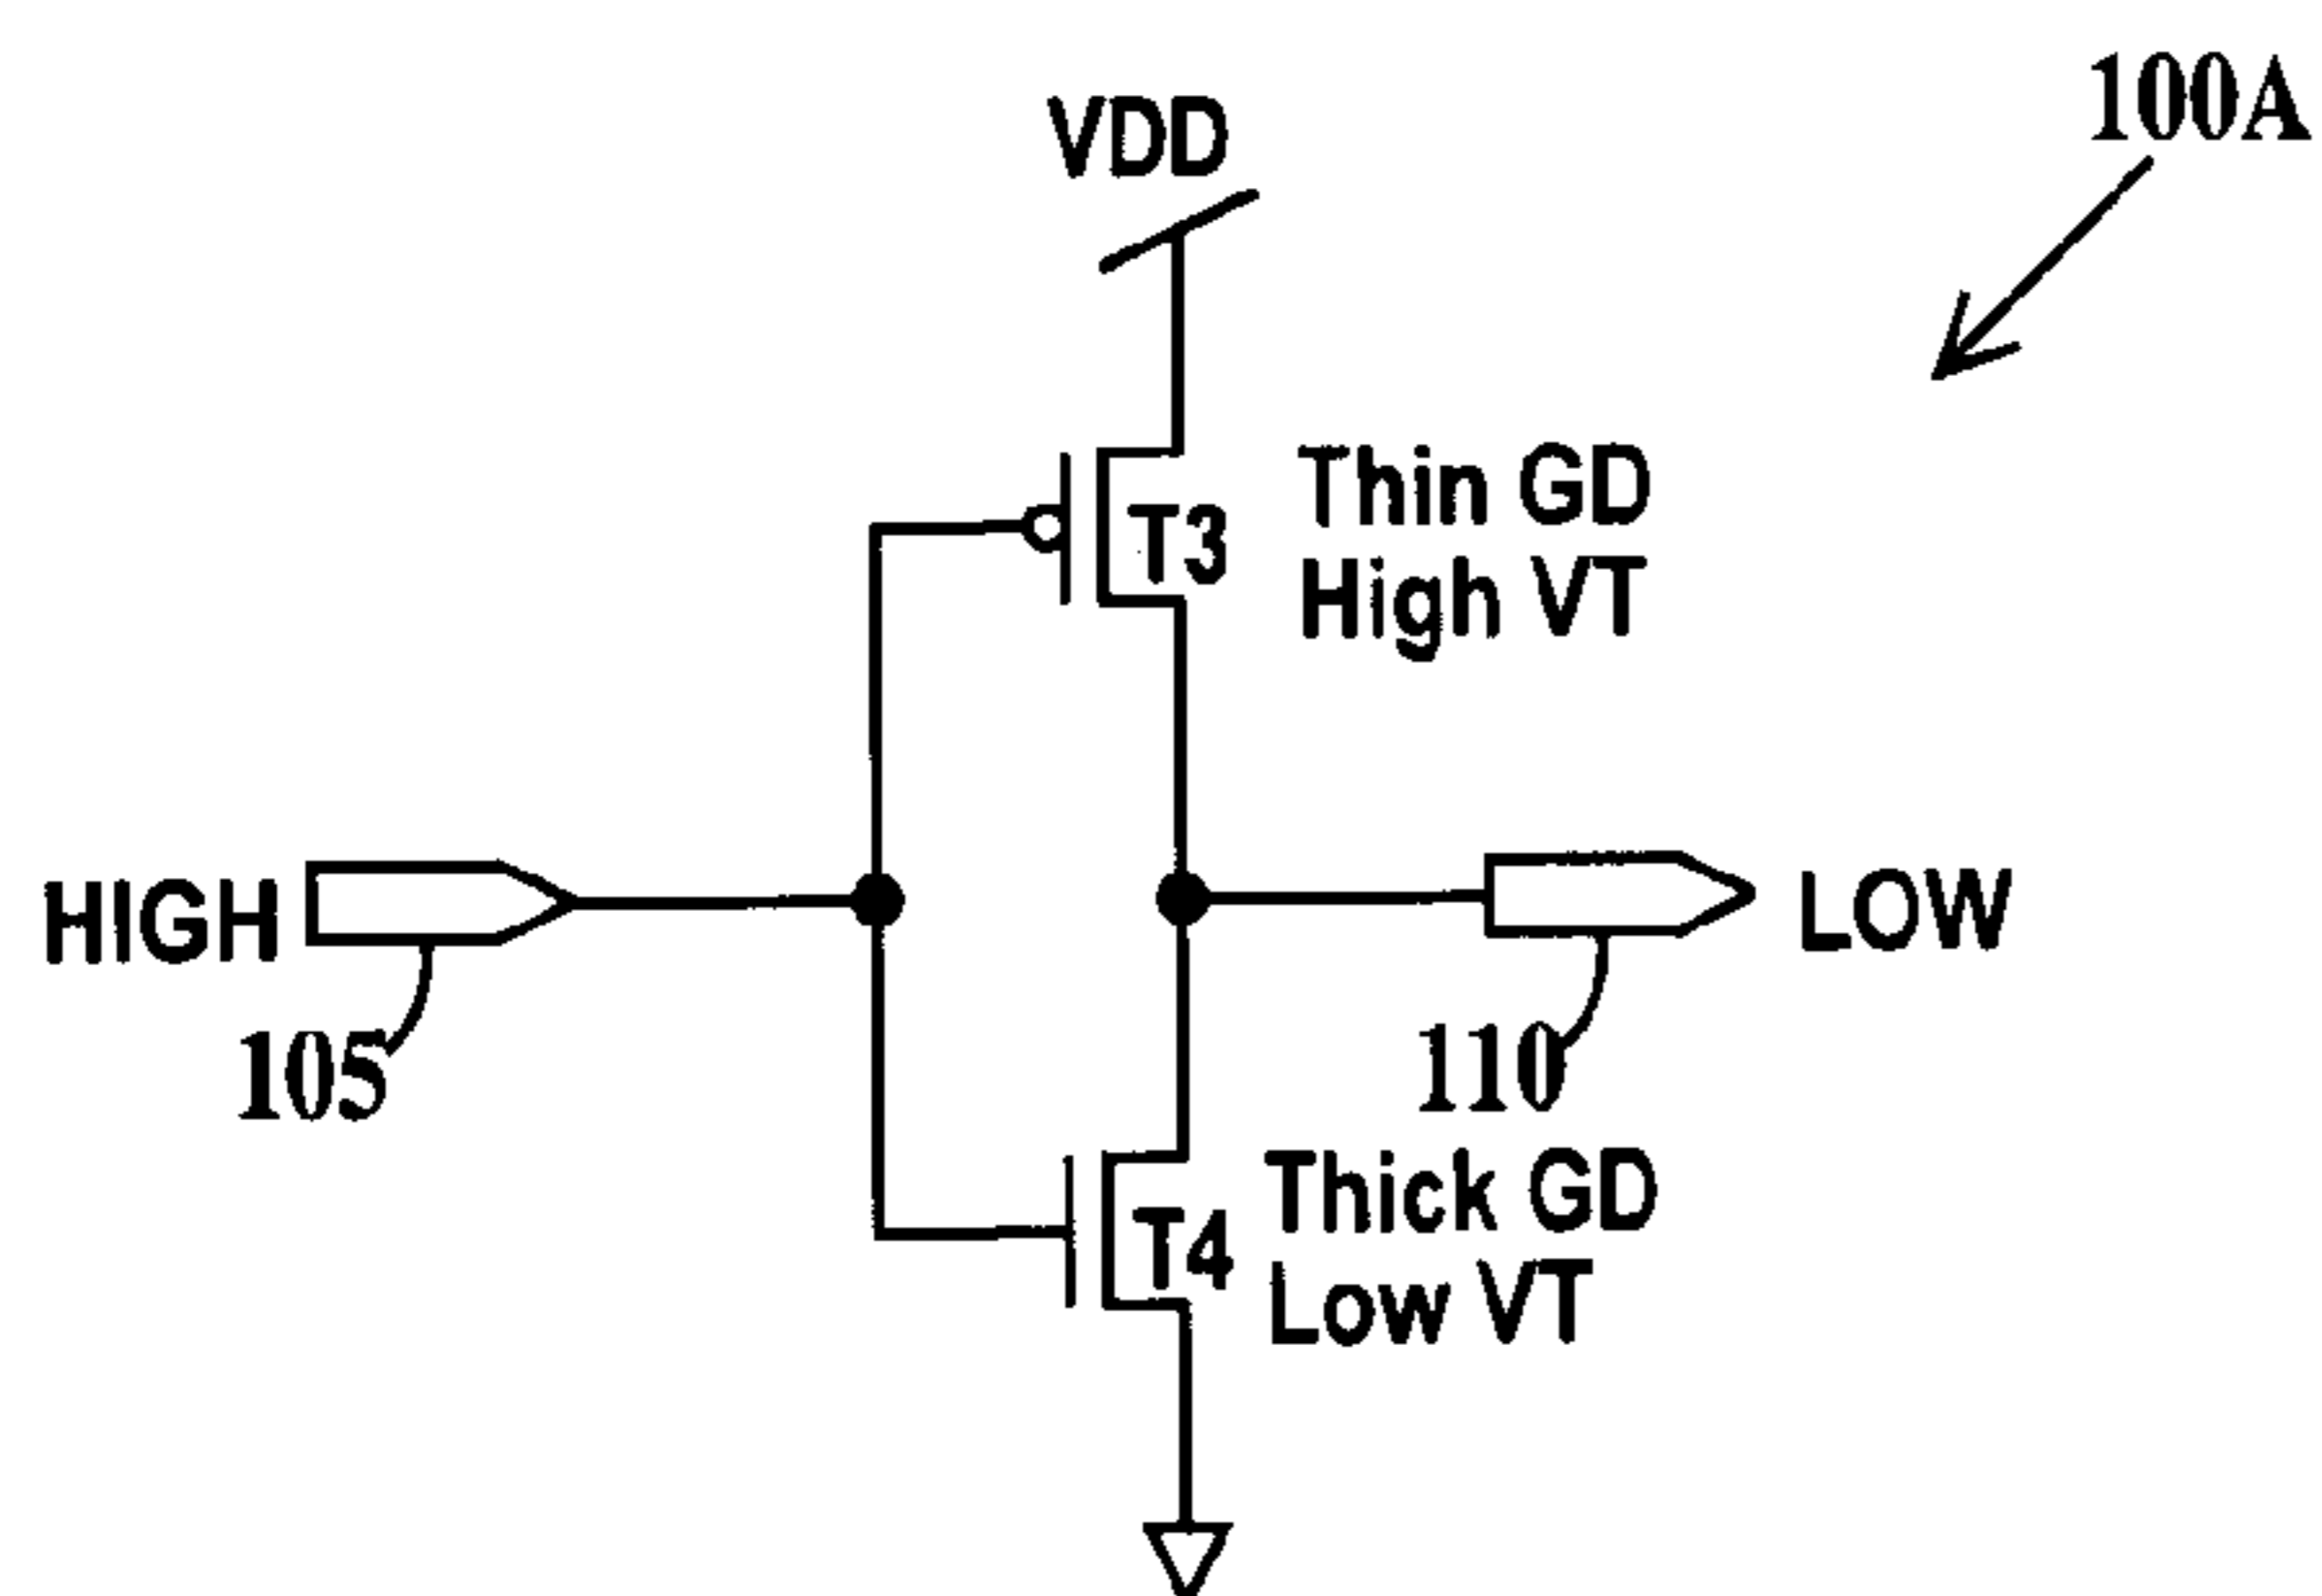 100A
VDD
T3
Thin GD
High VT
HIGH
LOW
105
110
T4
Thick GD
Low VT